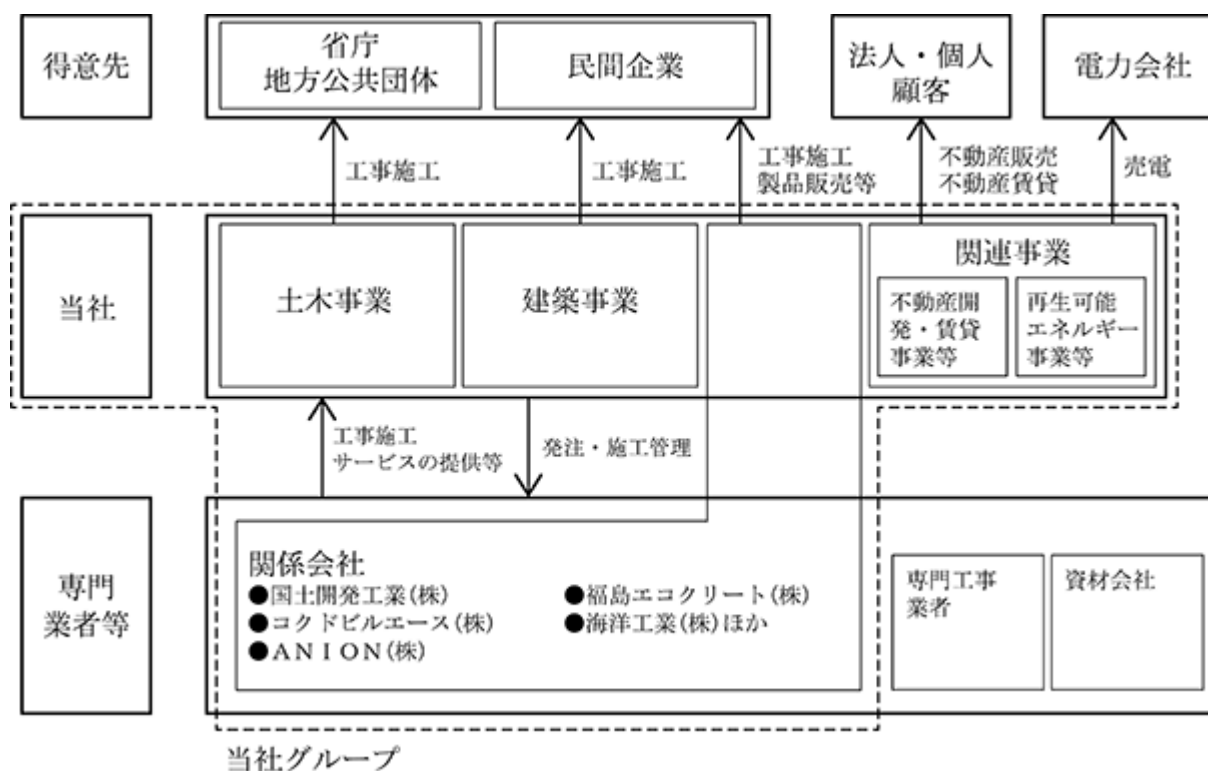 得意先
省庁
地方公共団体
民間企業
法人・個人
顧客
電力会社
工事施工
工事施工
工事施工
製品販売等
不動産販売
不動産賃貸
売電
当社
土木事業
建築事業
関連事業
不動産開
発・賃貸
事業等
再生可能
エネルギー
事業等
工事施工
サービスの提供等
発注・施工管理
専門
業者等
関係会社
●国土開発工業(株)
●コクドビルエース(株)
●ANION(株)
●福島エコクリート(株)
●海洋工業(株)ほか
専門工事
業者
資材会社
当社グループ